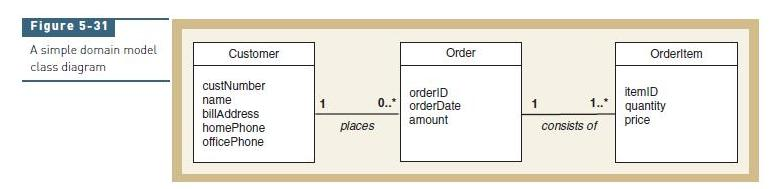 Figure 5-31
A simple domain model
class diagram
Customer
custNumber
name
billAddress
homePhone
officePhone
1
0..*
places
Order
orderID
orderDate
amount
1
1..*
consists of
OrderItem
itemID
quantity
price